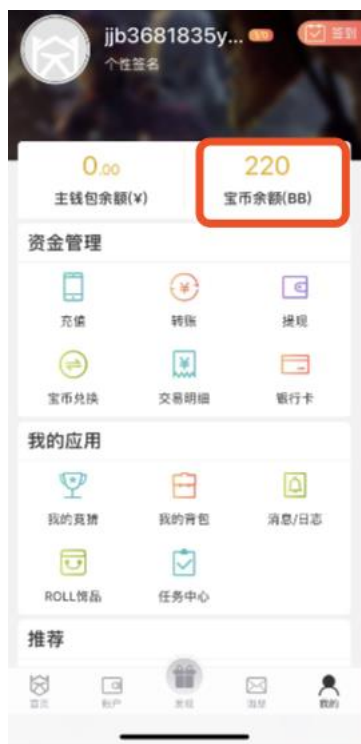 jjb3681835y...
签到
个性签名
0.00 220
主钱包余额(¥) 宝币余额(BB)
资金管理
充值 转账 提现
宝币兑换 交易明细 银行卡
我的应用
我的竞猜 我的背包 消息/日志
ROLL饰品 任务中心
推荐
首页 账户 发现 消息 我的